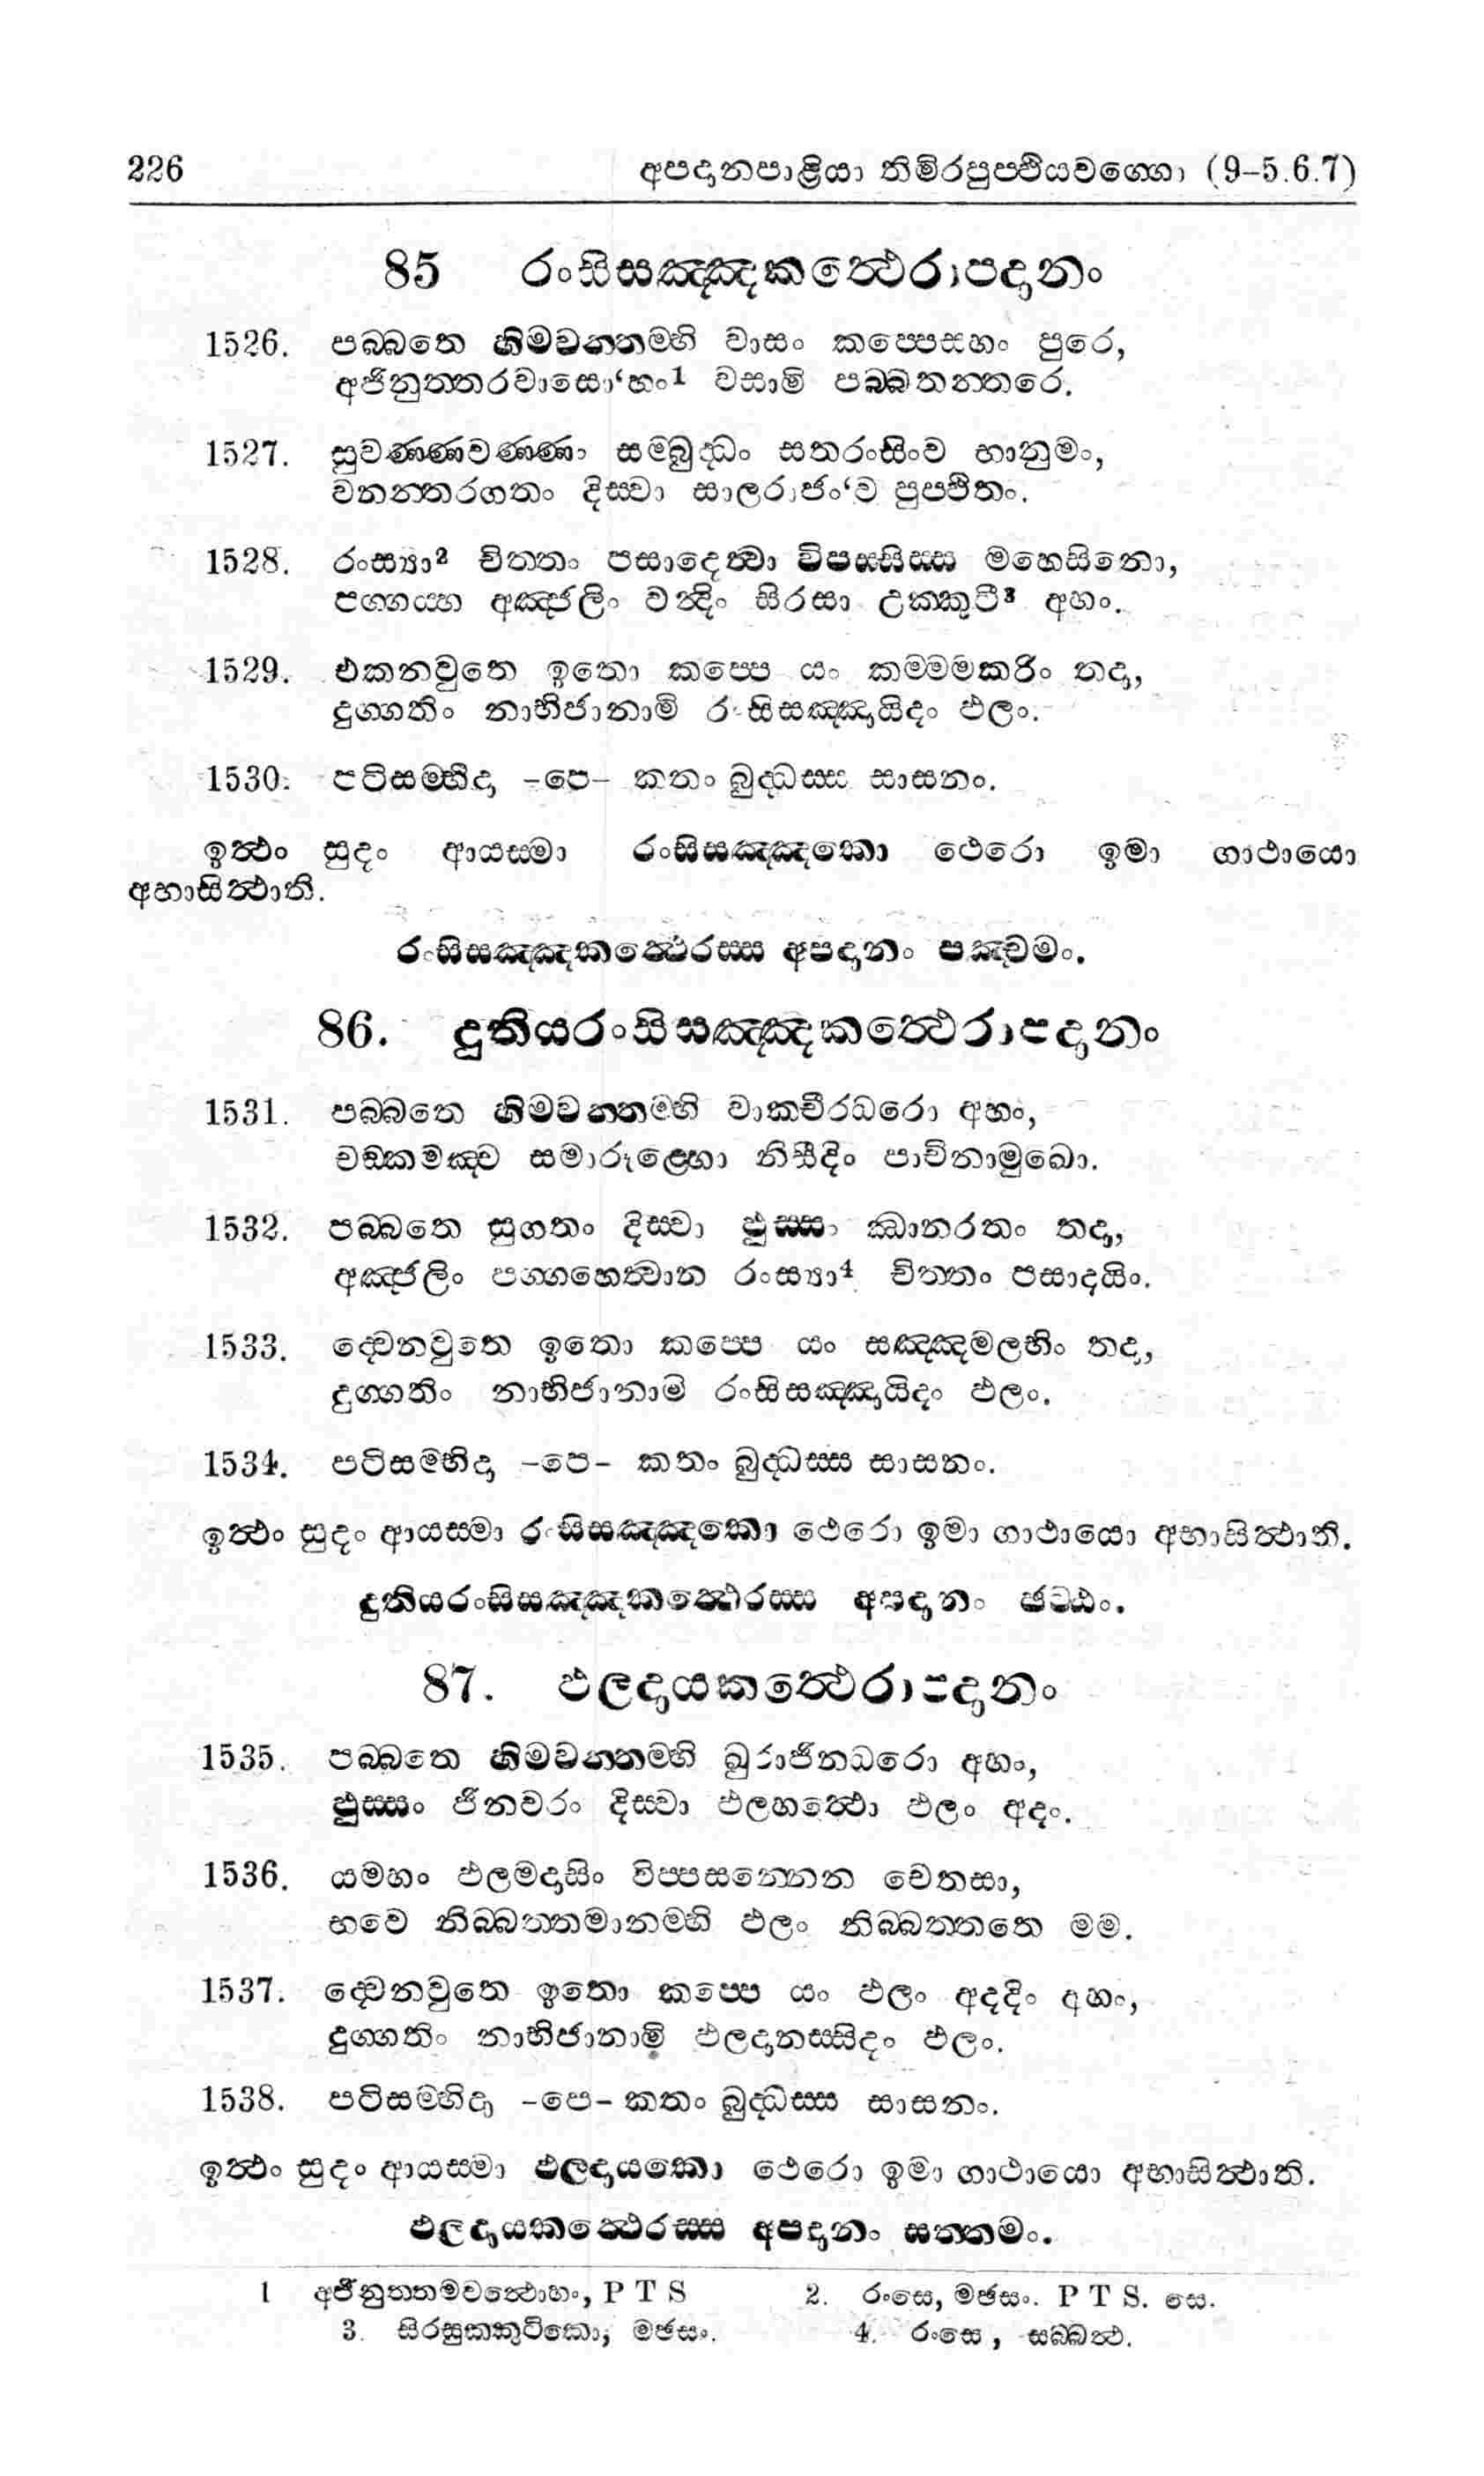 226 අපදානපාළියා තිමිරපුප්ඵියවග්ගො (9–5.6.7)
85 රංසිසඤ්ඤකත්ථෙරාපදානං
1526. පබ්බතෙ හිමවන්තම්හි වාසං කප්පෙසහං පුරෙ,
අජිනුත්තරවාසො‘හං1 වසාමි පබ්බතන්තරෙ.
1527. සුවණ්ණවණ්ණං සම්බුද්ධං සතරංසිංව භානුමං,
වනන්තරගතං දිස්වා සාලරාජං‘ව පුප්ඵිතං.
1528. රංස්‍යා2 චිත්තං පසාදෙත්වා විපස්සිස්ස මහෙසිනො,
පග්ගය්හ අඤ්ජලිං වන්දිං සිරසා උක්කුටී3 අහං.
1529. එකනවුතෙ ඉතො කප්පෙ යං කම්මමකරිං තදා,
දුග්ගතිං නාභිජානාමි රංසිසඤ්ඤායිදං ඵලං.
1530. පටිසම්භිදා –පෙ– කතං බුද්ධස්ස සාසනං.
ඉත්ථං සුදං ආයස්මා රංසිසඤ්ඤකො ථෙරො ඉමා ගාථායො
අභාසිත්ථාති.
රංසිසඤ්ඤකත්ථෙරස්ස අපදානං පඤ්චමං.
86. දුතියරංසිසඤ්ඤකත්ථෙරාපදානං
1531. පබ්බතෙ හිමවන්තම්හි වාකචීරධරො අහං,
චඞ්කමඤ්ච සමාරූළ්හො නිසීදිං පාචිනාමුඛො.
1532. පබ්බතෙ සුගතං දිස්වා ඵුස්සං ඣානරතං තදා,
අඤ්ජලිං පග්ගහෙත්වාන රංස්‍යා4 චිත්තං පසාදයිං.
1533. ද්වෙනවුතෙ ඉතො කප්පෙ යං සඤ්ඤමලභිං තදා,
දුග්ගතිං නාභිජානාමි රංසිසඤ්ඤායිදං ඵලං.
1534. පටිසම්භිදා –පෙ– කතං බුද්ධස්ස සාසනං.
ඉත්ථං සුදං ආයස්මා රංසිසඤ්ඤකො ථෙරො ඉමා ගාථායො අභාසිත්ථාති.
දුතියරංසිසඤ්ඤකත්ථෙරස්ස අපදානං ඡට්ඨං.
87. ඵලදායකත්ථෙරාපදානං
1535. පබ්බතෙ හිමවන්තම්හි ඛුරාජිනධරො අහං,
ඵුස්සං ජිනවරං දිස්වා ඵලහත්ථො ඵලං අදං.
1536. යමහං ඵලමදාසිං විප්පසන්නෙන චෙතසා,
භවෙ නිබ්බත්තමානම්හි ඵලං නිබ්බත්තතෙ මම.
1537. ද්වෙනවුතෙ ඉතො කප්පෙ යං ඵලං අදදිං අහං,
දුග්ගතිං නාභිජානාමි ඵලදානස්සිදං ඵලං.
1538. පටිසම්භිදා –පෙ– කතං බුද්ධස්ස සාසනං.
ඉත්ථං සුදං ආයස්මා ඵලදායකො ථෙරො ඉමා ගාථායො අභාසිත්ථාති.
ඵලදායකත්ථෙරස්ස අපදානං සත්තමං.
1 අජිනුත්තමවත්ථොහං, P T S 2. රංසෙ, මඡසං. P T S. සෙ.
3. සිරසුක්කුටිකො, මඡසං. 4. රංසෙ, සබ්බත්ථ.